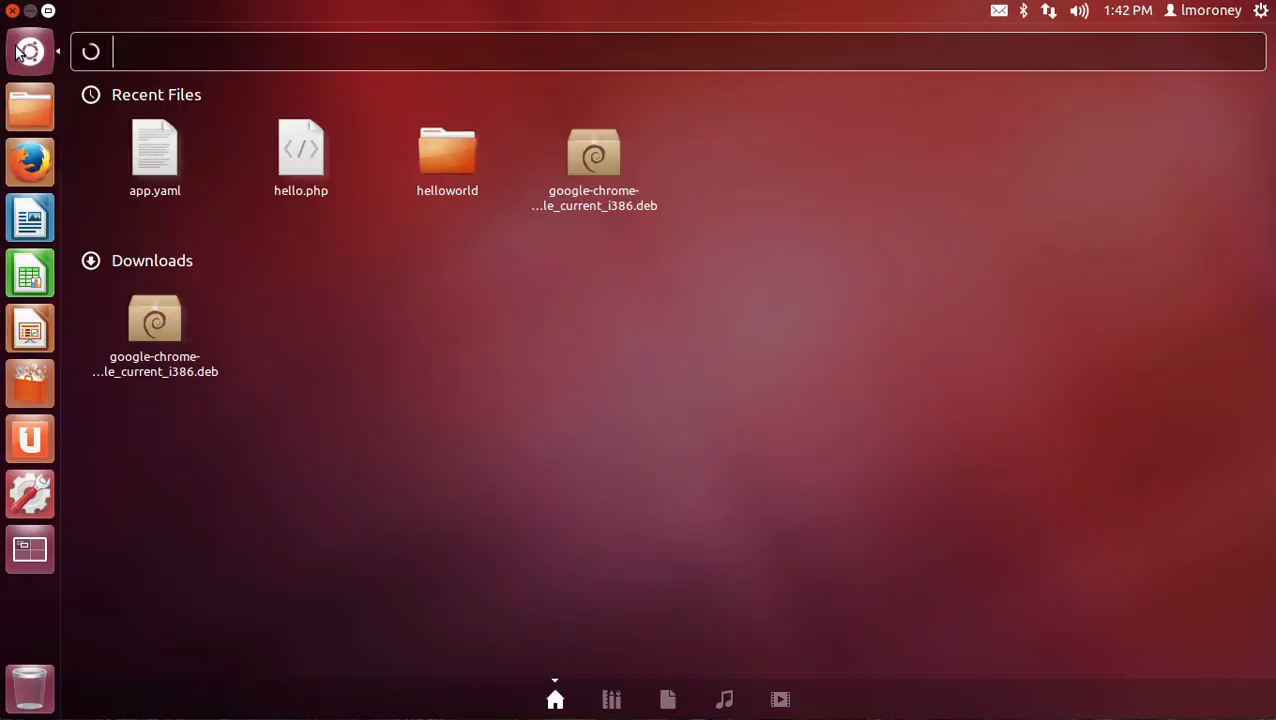 1:42 PM lmoroney
Recent Files
app.yaml
hello.php
</>
helloworld
google-chrome-
...le_current_i386.deb
Downloads
google-chrome-
...le_current_i386.deb